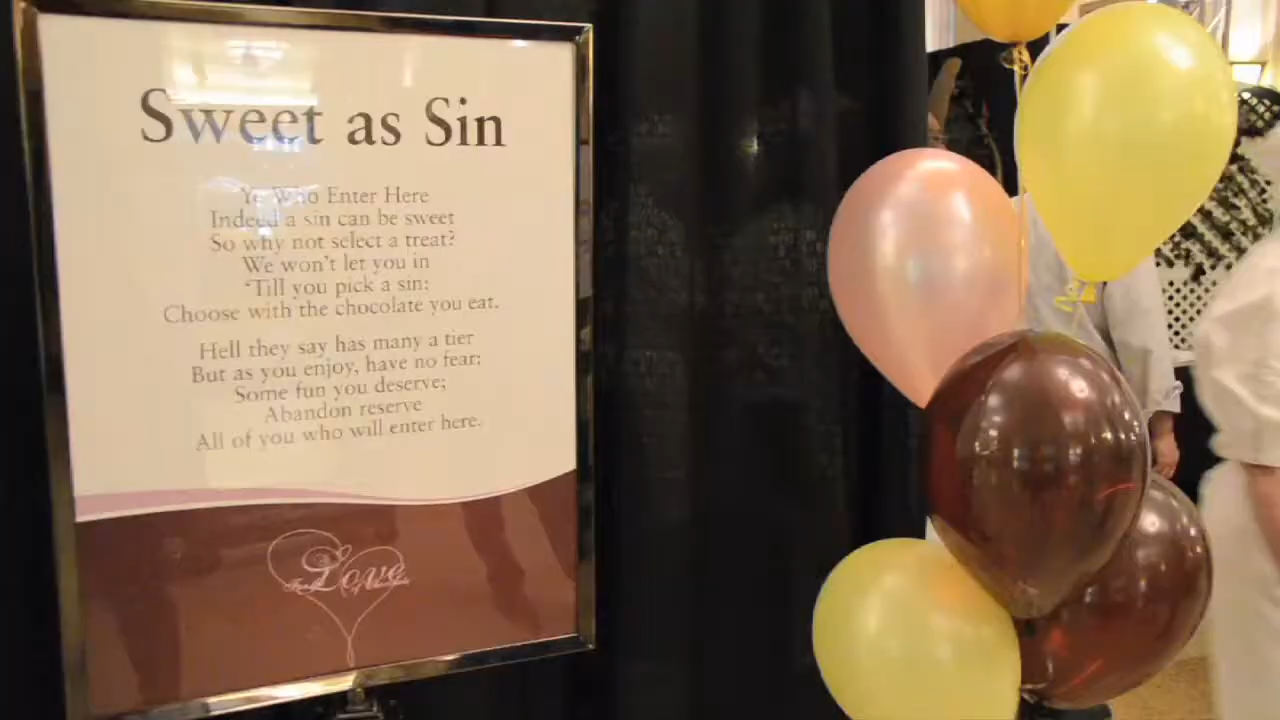 Sweet as Sin
Ye Who Enter Here
Indeed a sin can be sweet
So why not select a treat?
We won't let you in
'Till you pick a sin:
Choose with the chocolate you eat.
Hell they say has many a tier
But as you enjoy, have no fear;
Some fun you deserve;
Abandon reserve
All of you who will enter here.
Love